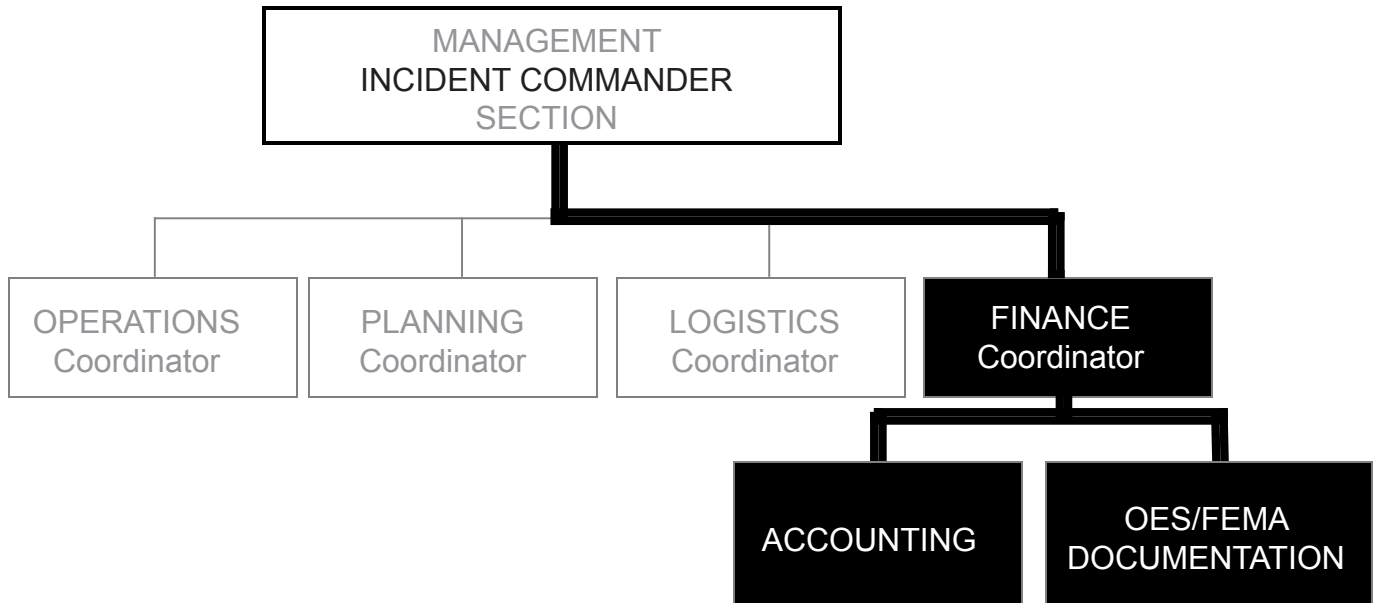 MANAGEMENT
INCIDENT COMMANDER
SECTION
OPERATIONS
Coordinator
PLANNING
Coordinator
LOGISTICS
Coordinator
FINANCE
Coordinator
ACCOUNTING
OES/FEMA
DOCUMENTATION